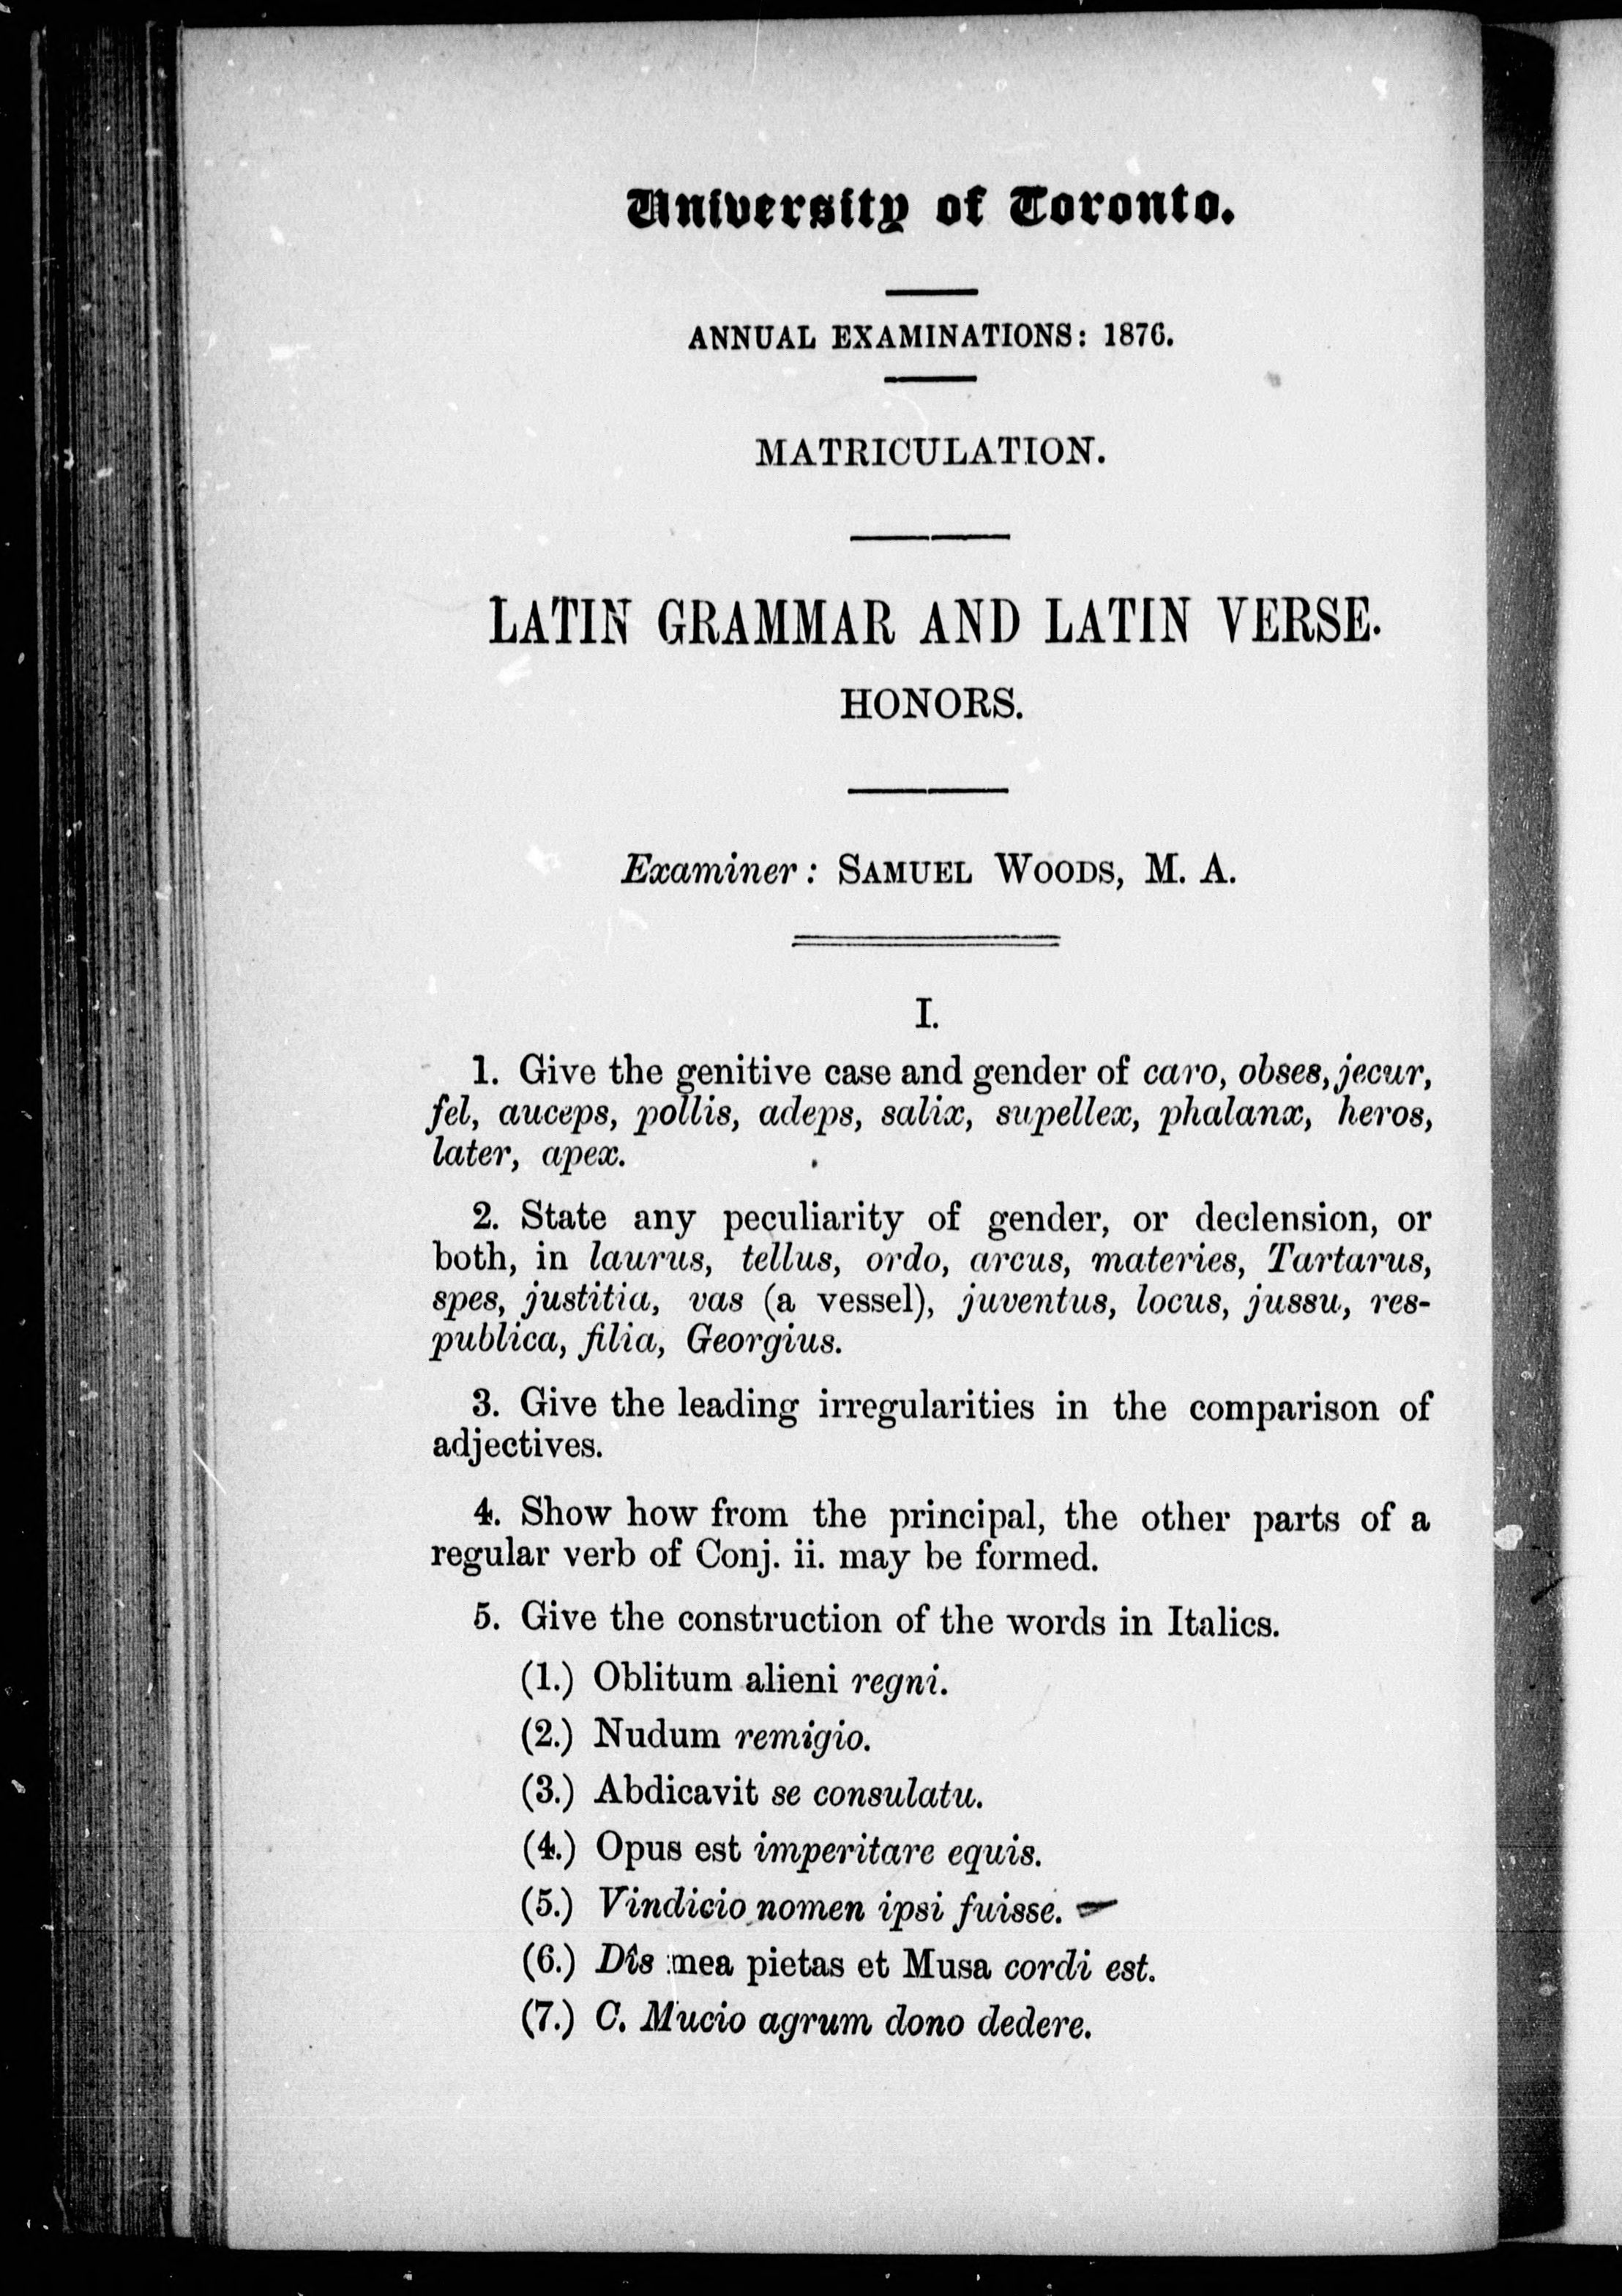 University of Toronto.
ANNUAL EXAMINATIONS: 1876.
MATRICULATION.
LATIN GRAMMAR AND LATIN VERSE.
HONORS.
Examiner: SAMUEL WOODS, M. A.
I.
1. Give the genitive case and gender of caro, obses, jecur,
fel, auceps, pollis, adeps, salix, supellex, phalanx, heros,
later, apex.
2. State any peculiarity of gender, or declension, or
both, in laurus, tellus, ordo, arcus, materies, Tartarus,
spes, justitia, vas (a vessel), juventus, locus, jussu, res-
publica, filia, Georgius.
3. Give the leading irregularities in the comparison of
adjectives.
4. Show how from the principal, the other parts of a
regular verb of Conj. ii. may be formed.
5. Give the construction of the words in Italics.
(1.) Oblitum alieni regni.
(2.) Nudum remigio.
(3.) Abdicavit se consulatu.
(4.) Opus est imperitare equis.
(5.) Vindicio nomen ipsi fuisse.
(6.) Dîs mea pietas et Musa cordi est.
(7.) C. Mucio agrum dono dedere.